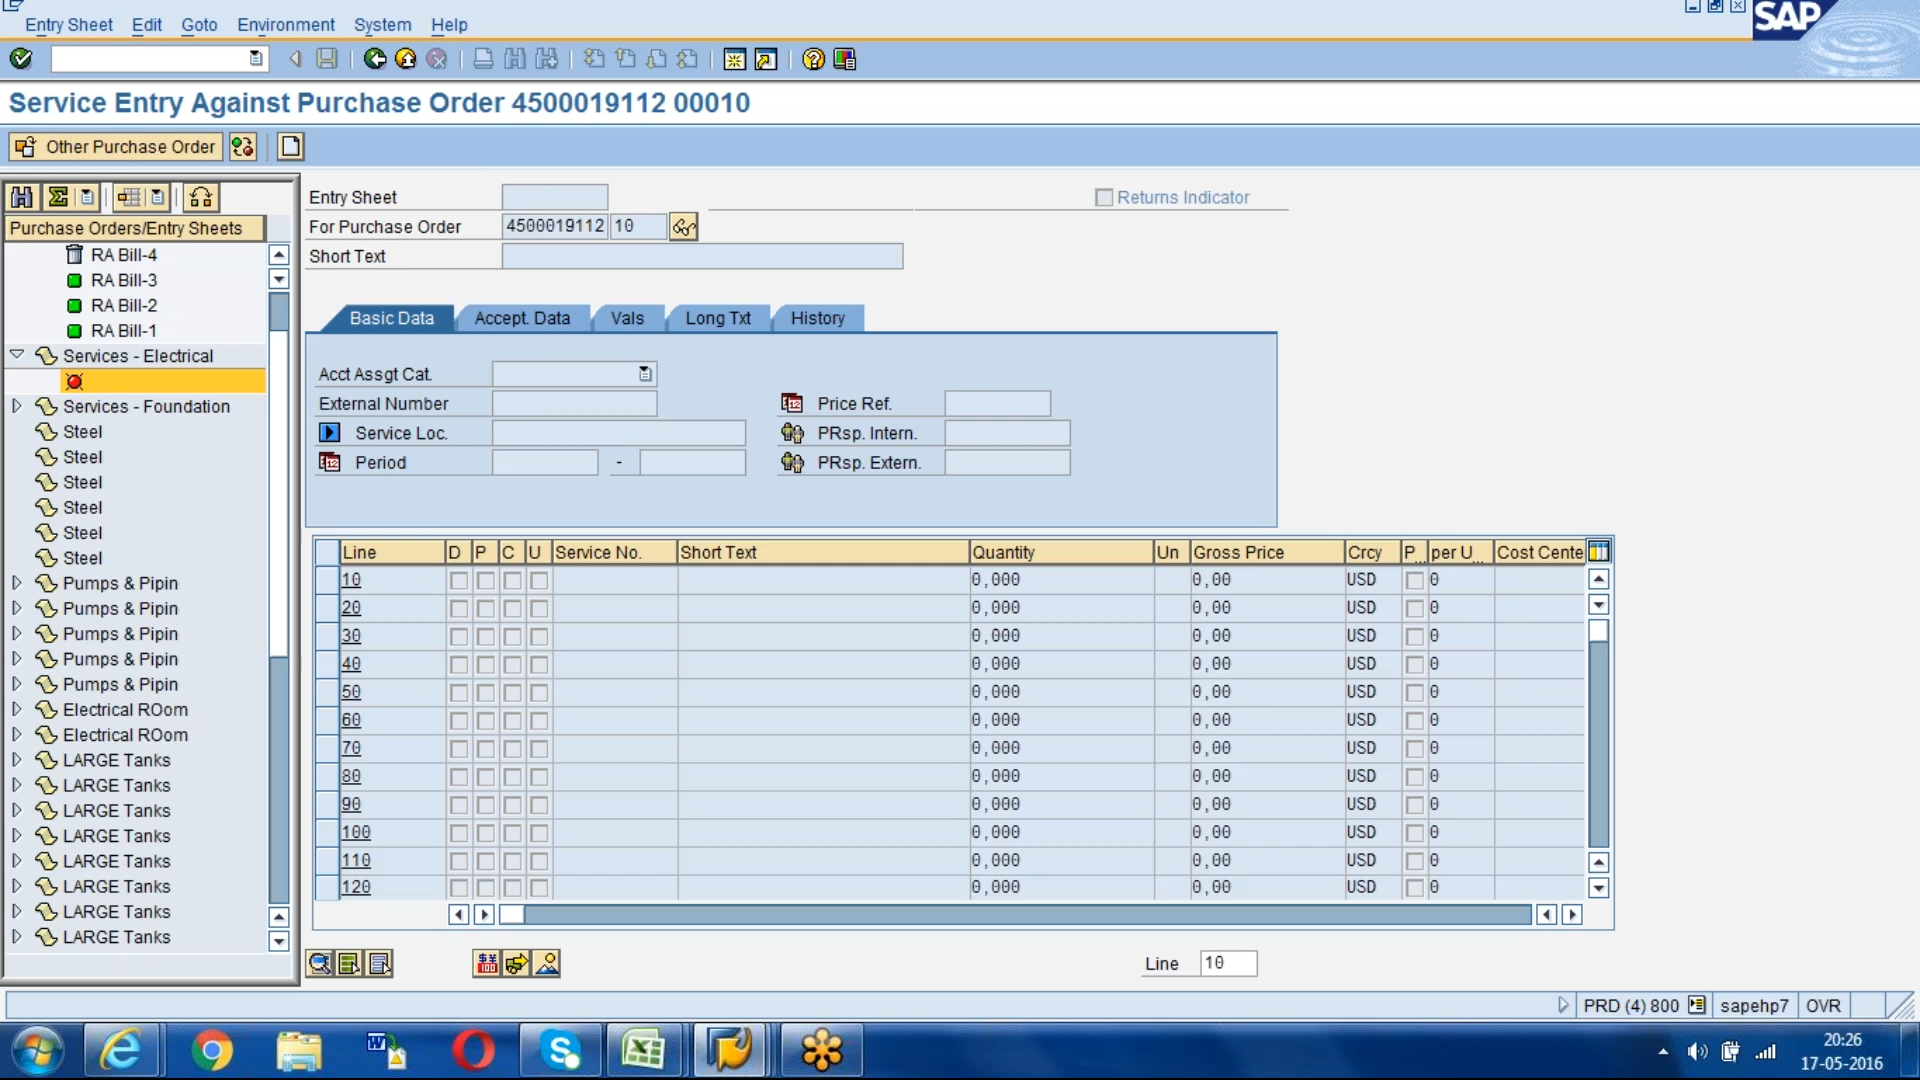 Entry Sheet Edit Goto Environment System Help
SAP
Service Entry Against Purchase Order 4500019112 00010
Other Purchase Order
Purchase Orders/Entry Sheets
RA Bill-4
RA Bill-3
RA Bill-2
RA Bill-1
Services - Electrical
Services - Foundation
Steel
Steel
Steel
Steel
Steel
Steel
Pumps & Pipin
Pumps & Pipin
Pumps & Pipin
Pumps & Pipin
Pumps & Pipin
Electrical ROom
Electrical ROom
LARGE Tanks
LARGE Tanks
LARGE Tanks
LARGE Tanks
LARGE Tanks
LARGE Tanks
LARGE Tanks
LARGE Tanks
Entry Sheet Returns Indicator
For Purchase Order 4500019112 10
Short Text
Basic Data Accept. Data Vals Long Txt History
Acct Assgt Cat.
External Number Price Ref.
Service Loc. PRsp. Intern.
Period - PRsp. Extern.
Line D P C U Service No. Short Text Quantity Un Gross Price Crcy P... per U... Cost Cente
10 0,000 0,00 USD 0
20 0,000 0,00 USD 0
30 0,000 0,00 USD 0
40 0,000 0,00 USD 0
50 0,000 0,00 USD 0
60 0,000 0,00 USD 0
70 0,000 0,00 USD 0
80 0,000 0,00 USD 0
90 0,000 0,00 USD 0
100 0,000 0,00 USD 0
110 0,000 0,00 USD 0
120 0,000 0,00 USD 0
Line 10
PRD (4) 800 sapehp7 OVR
20:26
17-05-2016